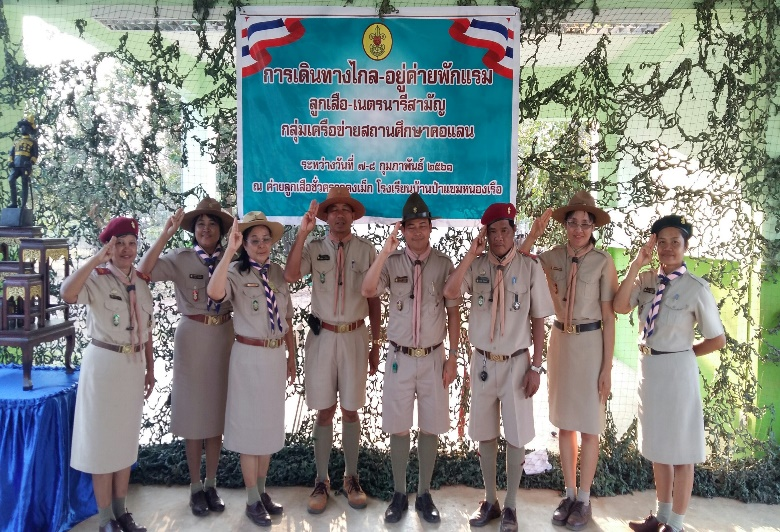 การเดินทางไกล-อยู่ค่ายพักแรม
ลูกเสือ-เนตรนารีสามัญ
กลุ่มเครือข่ายสถานศึกษาคอแลน
ระหว่างวันที่ ๗-๘ กุมภาพันธ์ ๒๕๖๑
ณ ค่ายลูกเสือชั่วคราว โรงเรียนบ้านป่าแขมหนองเรือ